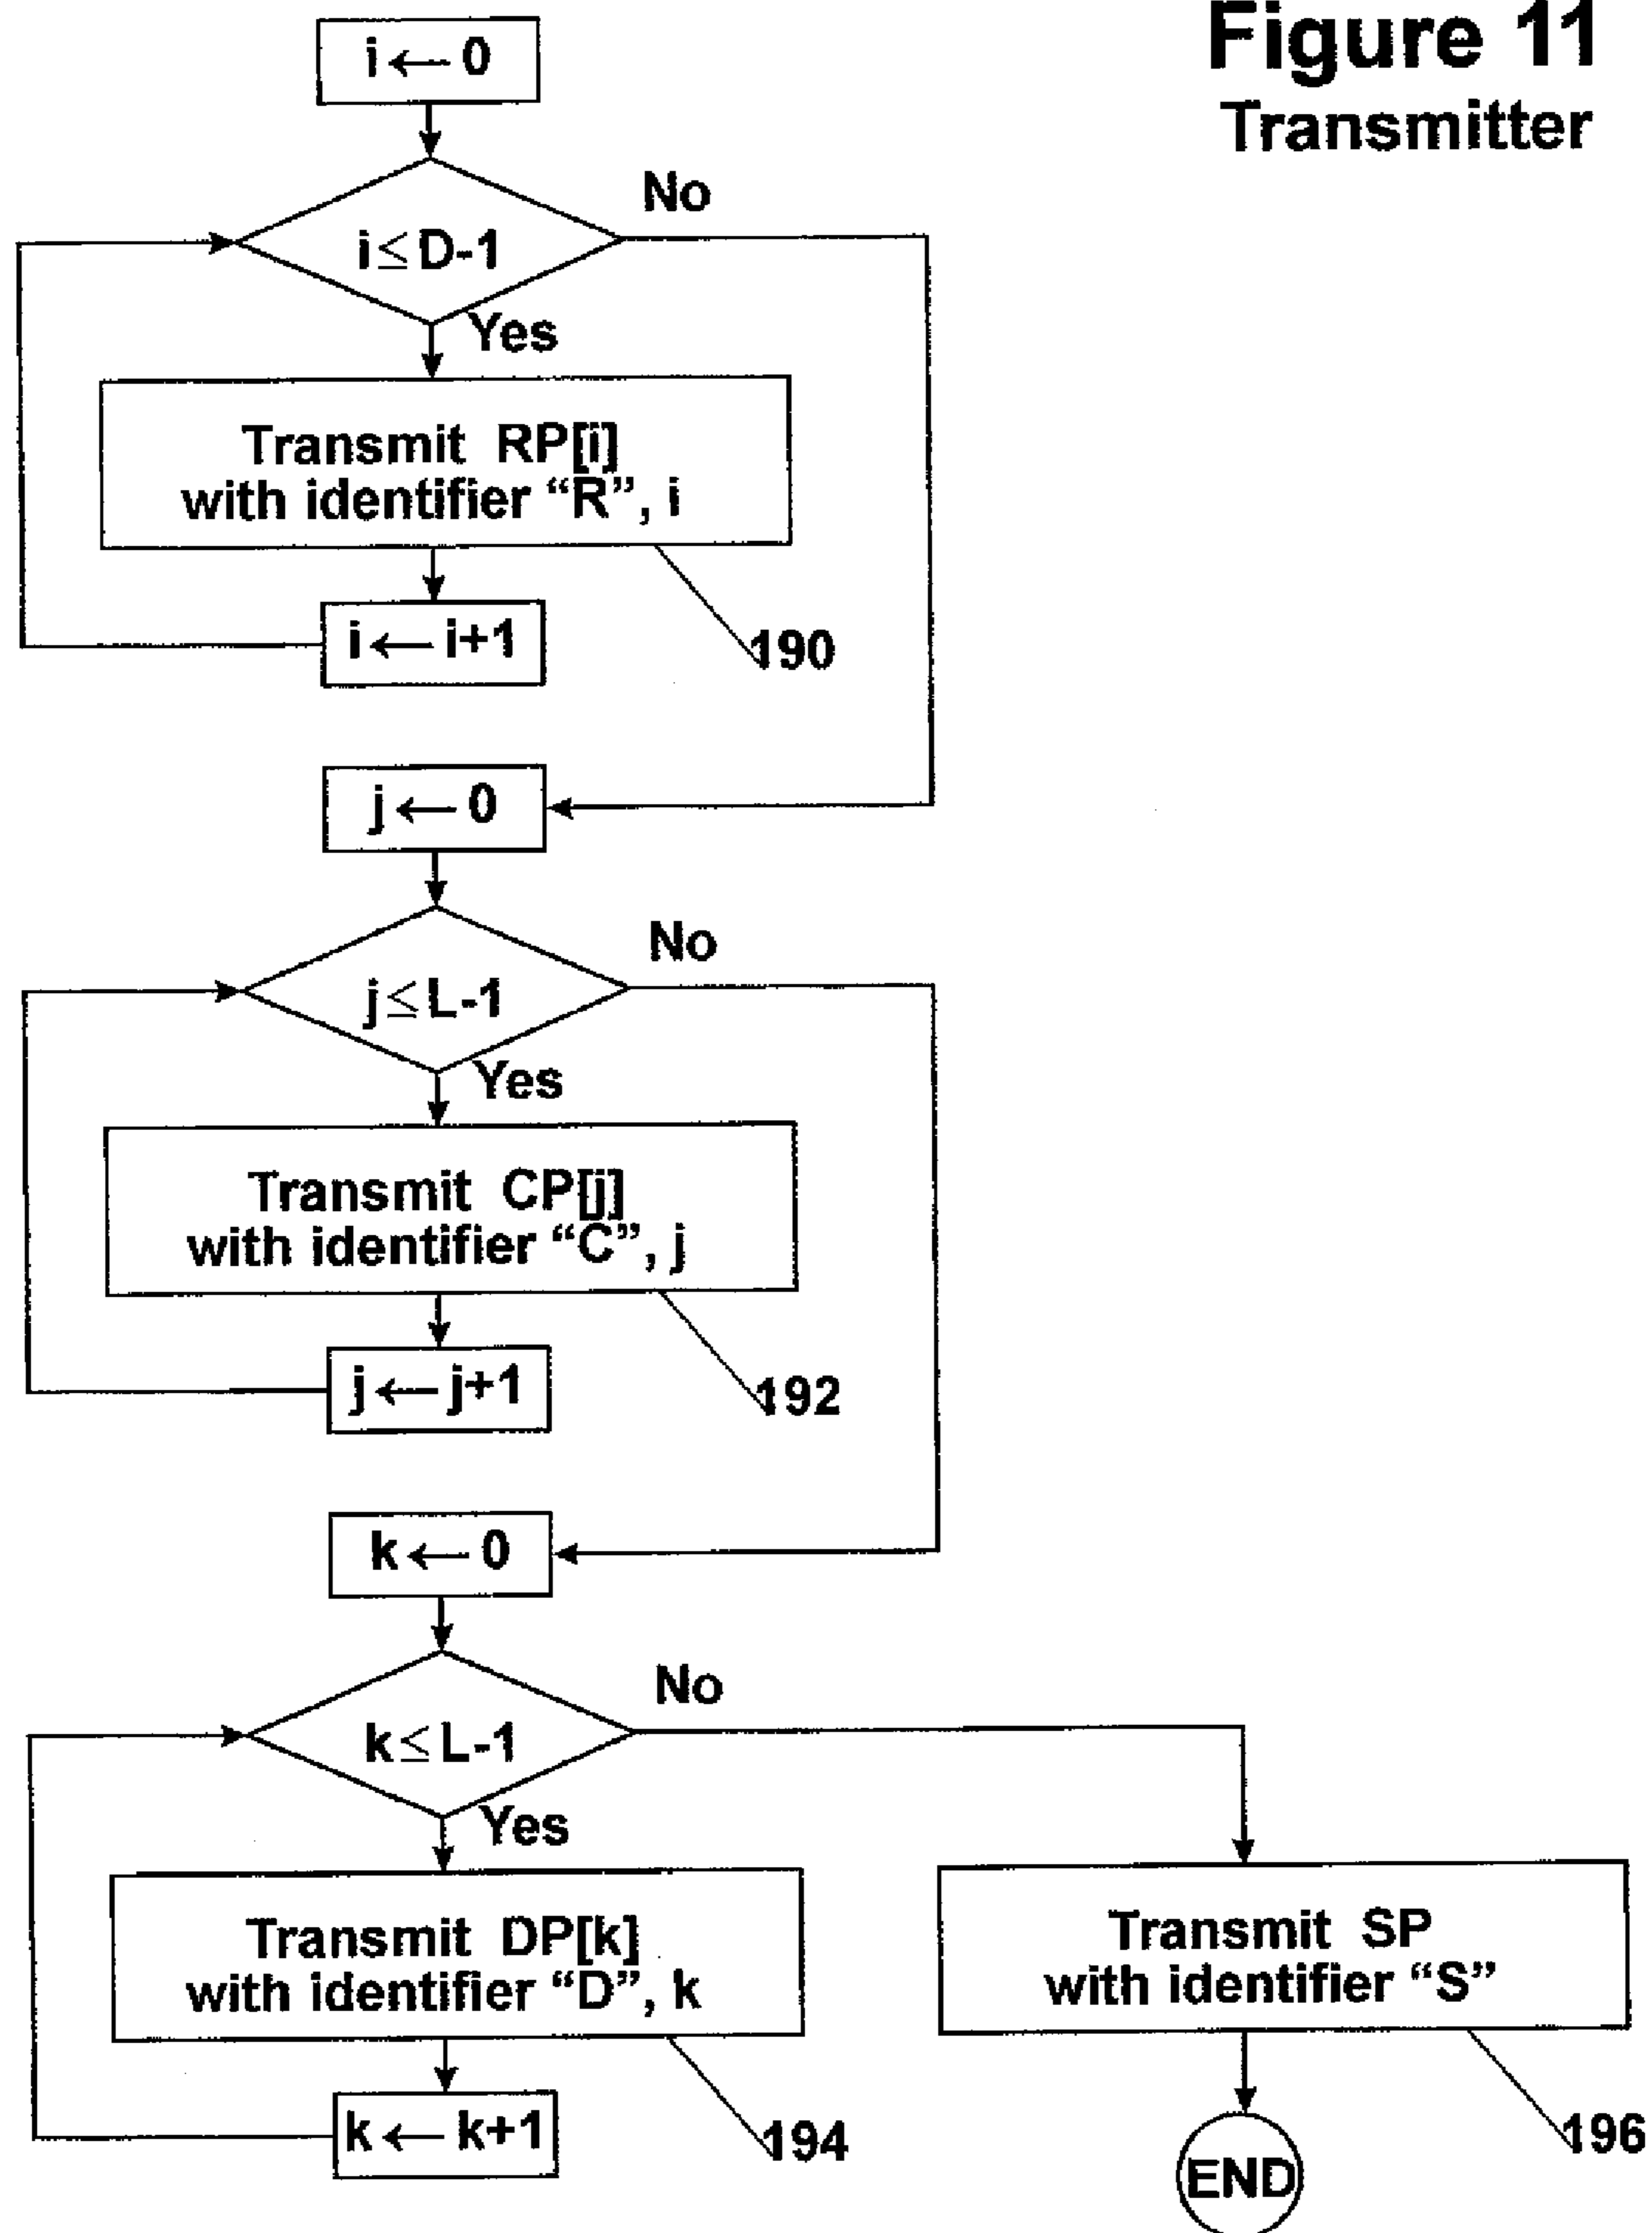 Figure 11
Transmitter
i ← 0
i ≤ D-1
No
Yes
Transmit RP[i]
with identifier “R”, i
i ← i+1
190
j ← 0
j ≤ L-1
No
Yes
Transmit CP[j]
with identifier “C”, j
j ← j+1
192
k ← 0
k ≤ L-1
No
Yes
Transmit DP[k]
with identifier “D”, k
k ← k+1
194
Transmit SP
with identifier “S”
196
END